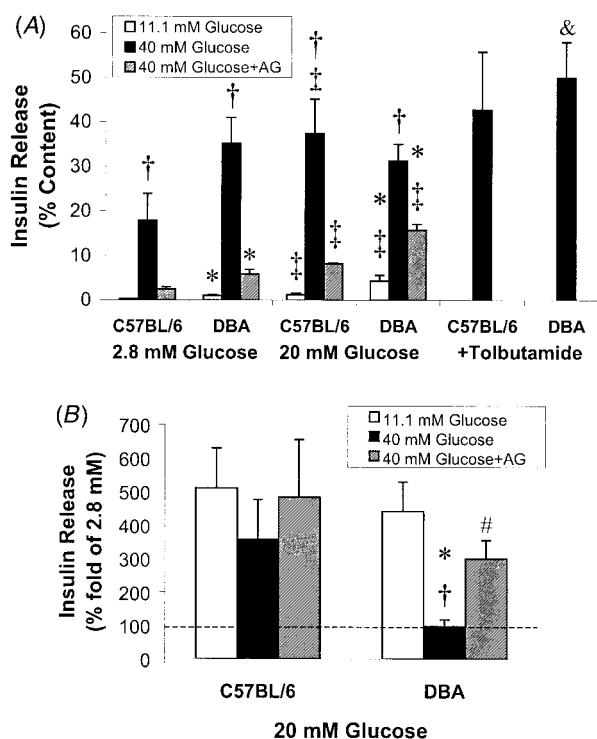 (A)
11.1 mM Glucose
40 mM Glucose
40 mM Glucose+AG
Insulin Release
(% Content)
60
50
40
30
20
10
0
†
*
†
*
†
‡
‡
‡
*
‡
†
*
‡
&
C57BL/6 DBA C57BL/6 DBA C57BL/6 DBA
2.8 mM Glucose 20 mM Glucose +Tolbutamide
(B)
11.1 mM Glucose
40 mM Glucose
40 mM Glucose+AG
Insulin Release
(% fold of 2.8 mM)
700
600
500
400
300
200
100
0
*
†
#
C57BL/6 DBA
20 mM Glucose